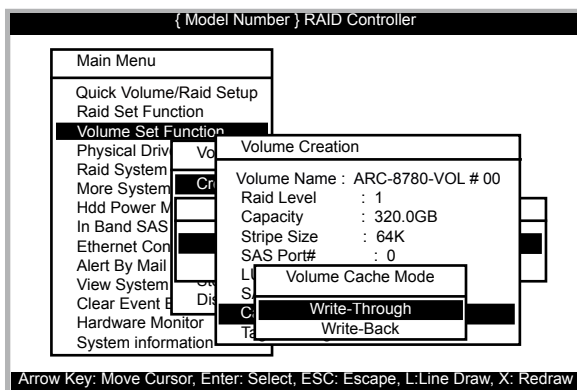 { Model Number } RAID Controller
Main Menu
Quick Volume/Raid Setup
Raid Set Function
Volume Set Function
Physical Driv
Raid System
More System
Hdd Power M
In Band SAS
Ethernet Con
Alert By Mail
View System
Clear Event
Hardware Monitor
System information
Vo
Cr
Dis
Volume Creation
Volume Name : ARC-8780-VOL # 00
Raid Level : 1
Capacity : 320.0GB
Stripe Size : 64K
SAS Port# : 0
LU
Volume Cache Mode
Write-Through
Write-Back
Arrow Key: Move Cursor, Enter: Select, ESC: Escape, L:Line Draw, X: Redraw